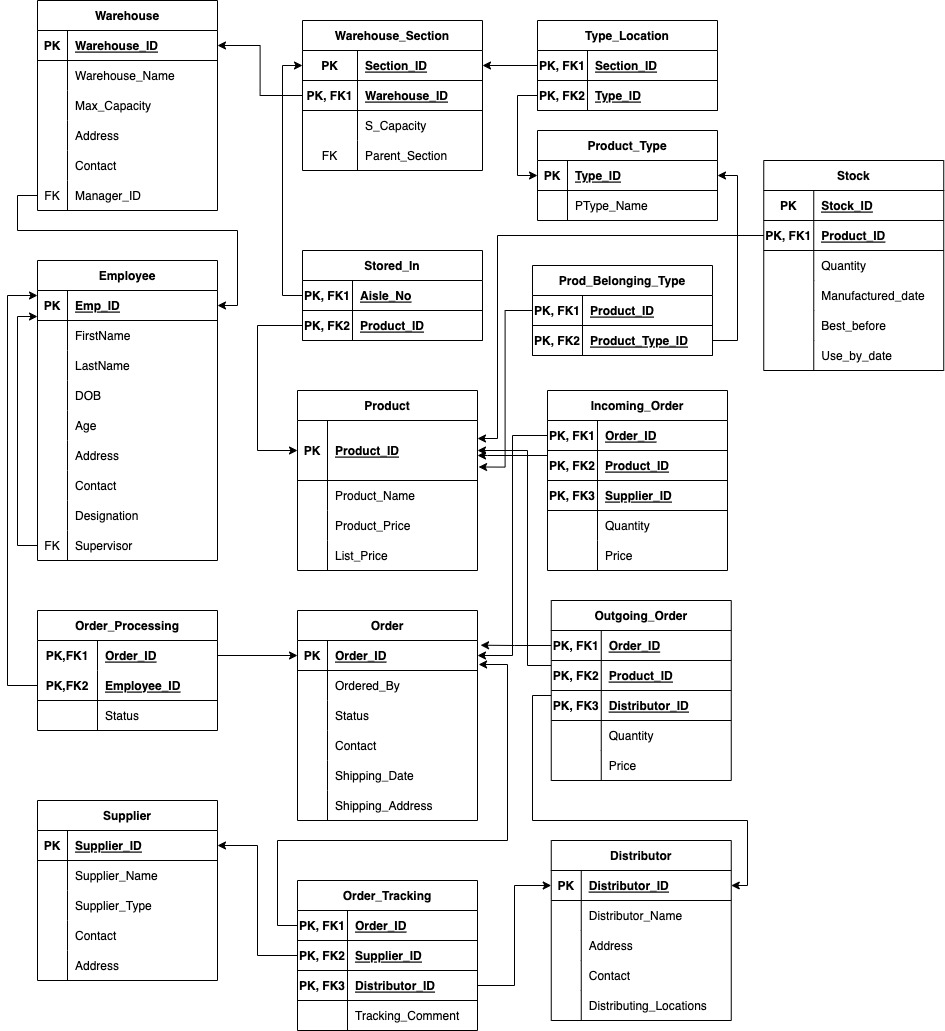 Warehouse
PK Warehouse_ID
Warehouse_Name
Max_Capacity
Address
Contact
FK Manager_ID
Warehouse_Section
PK Section_ID
PK, FK1 Warehouse_ID
S_Capacity
FK Parent_Section
Type_Location
PK, FK1 Section_ID
PK, FK2 Type_ID
Product_Type
PK Type_ID
PType_Name
Stock
PK Stock_ID
PK, FK1 Product_ID
Quantity
Manufactured_date
Best_before
Use_by_date
Employee
PK Emp_ID
FirstName
LastName
DOB
Age
Address
Contact
Designation
FK Supervisor
Stored_In
PK, FK1 Aisle_No
PK, FK2 Product_ID
Prod_Belonging_Type
PK, FK1 Product_ID
PK, FK2 Product_Type_ID
Product
PK Product_ID
Product_Name
Product_Price
List_Price
Incoming_Order
PK, FK1 Order_ID
PK, FK2 Product_ID
PK, FK3 Supplier_ID
Quantity
Price
Order_Processing
PK,FK1 Order_ID
PK,FK2 Employee_ID
Status
Order
PK Order_ID
Ordered_By
Status
Contact
Shipping_Date
Shipping_Address
Outgoing_Order
PK, FK1 Order_ID
PK, FK2 Product_ID
PK, FK3 Distributor_ID
Quantity
Price
Supplier
PK Supplier_ID
Supplier_Name
Supplier_Type
Contact
Address
Order_Tracking
PK, FK1 Order_ID
PK, FK2 Supplier_ID
PK, FK3 Distributor_ID
Tracking_Comment
Distributor
PK Distributor_ID
Distributor_Name
Address
Contact
Distributing_Locations